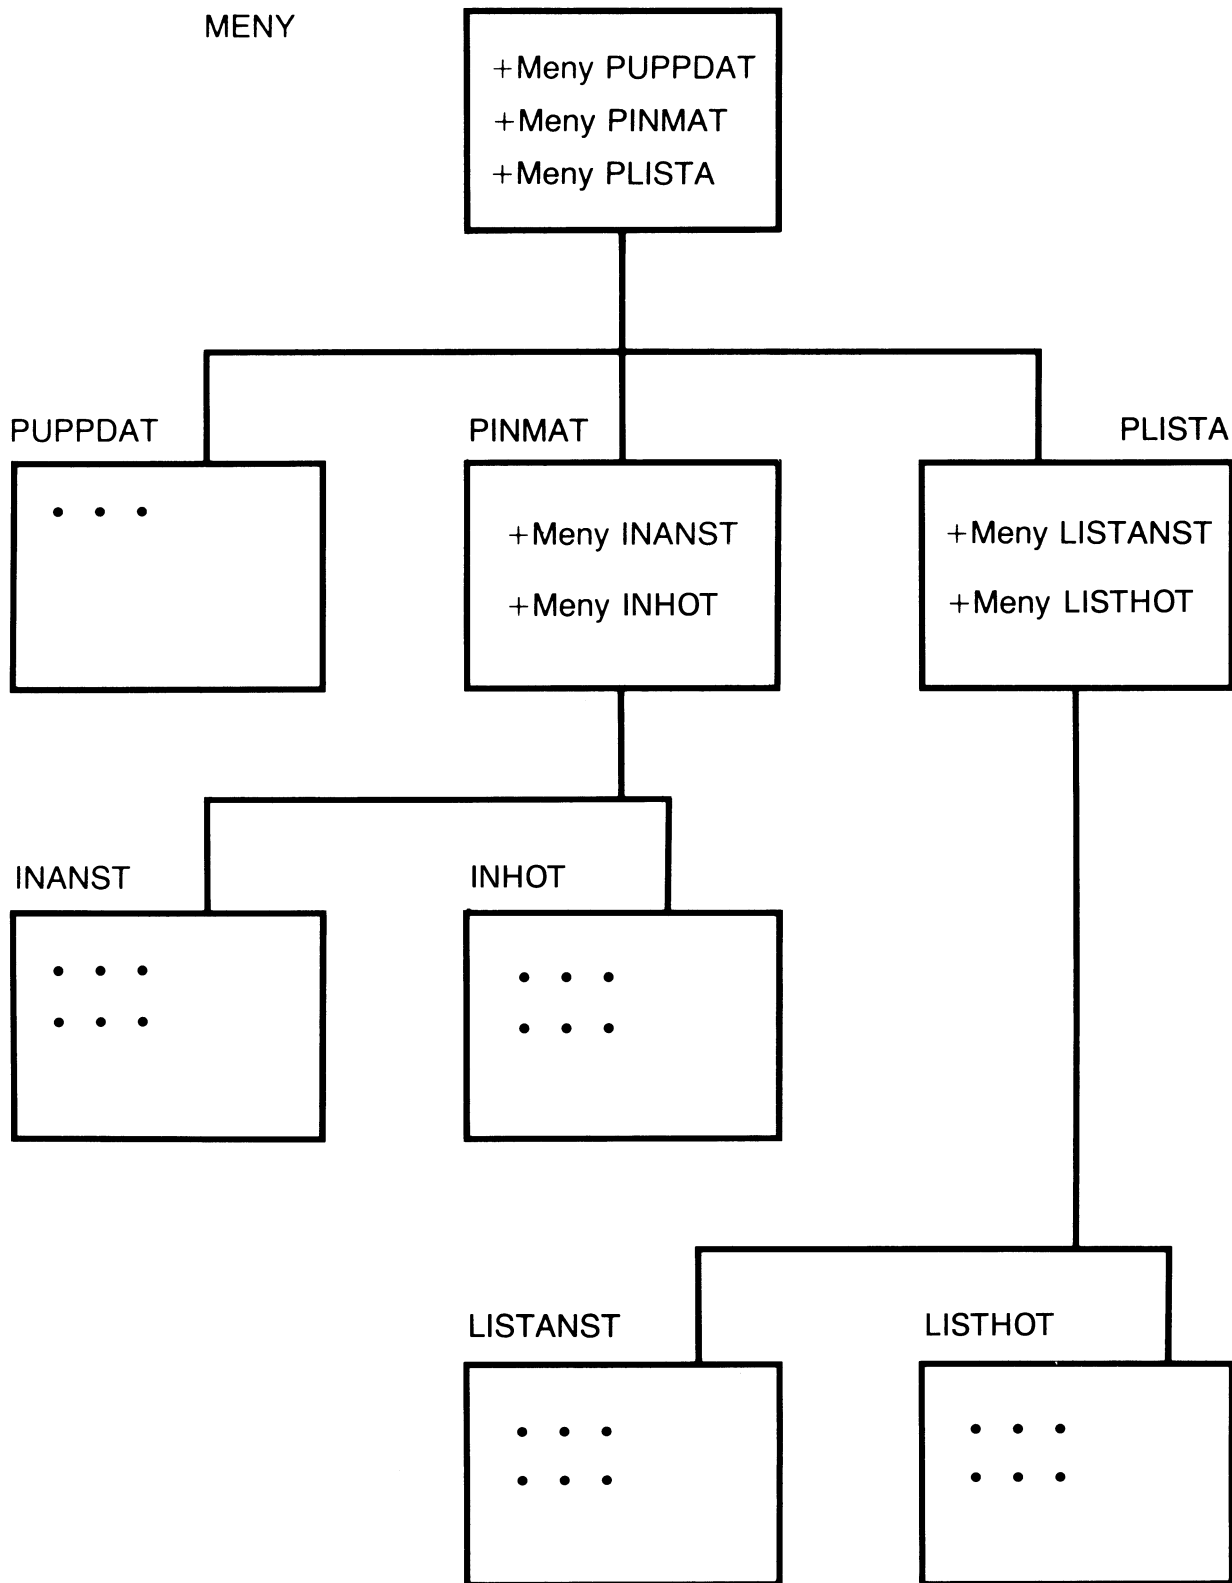 MENY
+Meny PUPPDAT
+Meny PINMAT
+Meny PLISTA
PUPPDAT
PINMAT
PLISTA
• • •
+Meny INANST
+Meny INHOT
+Meny LISTANST
+Meny LISTHOT
INANST
INHOT
• • •
• • •
• • •
• • •
LISTANST
LISTHOT
• • •
• • •
• • •
• • •